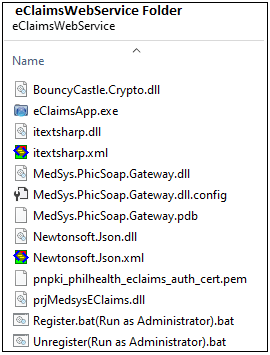 eClaimsWebService Folder
eClaimsWebService
Name
BouncyCastle.Crypto.dll
eClaimsApp.exe
itextsharp.dll
itextsharp.xml
MedSys.PhicSoap.Gateway.dll
MedSys.PhicSoap.Gateway.dll.config
MedSys.PhicSoap.Gateway.pdb
Newtonsoft.Json.dll
Newtonsoft.Json.xml
pnpki_philhealth_eclaims_auth_cert.pem
prjMedsysEClaims.dll
Register.bat(Run as Administrator).bat
Unregister(Run as Administrator).bat